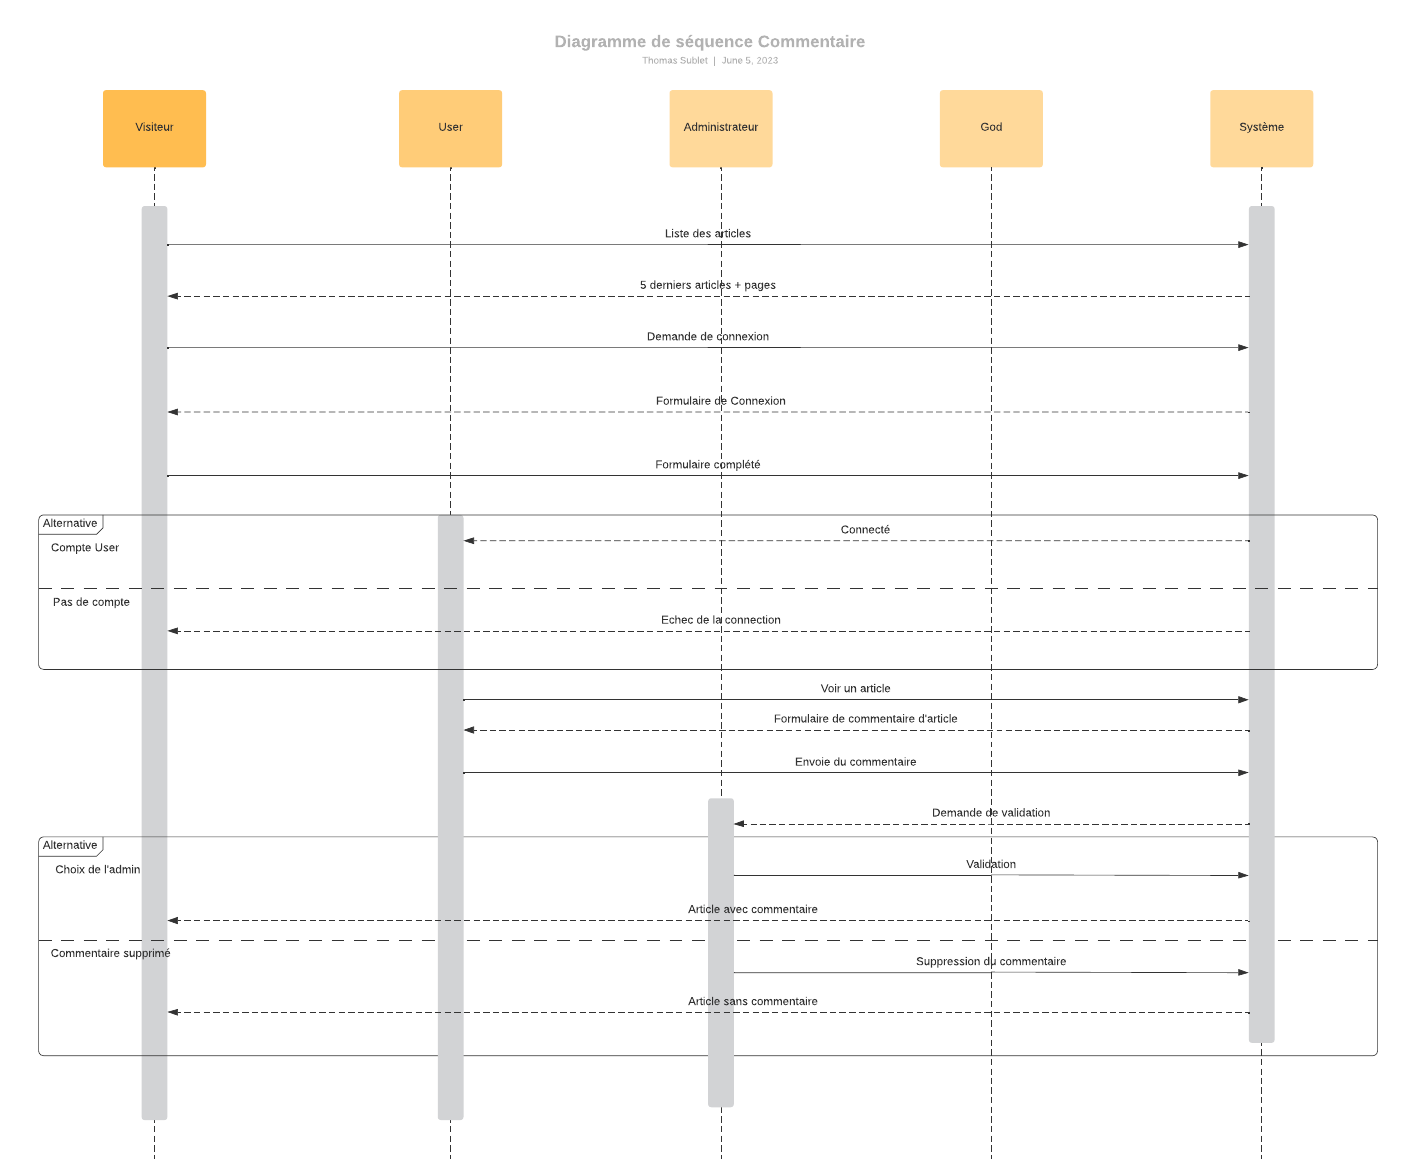 Diagramme de séquence Commentaire
Thomas Sublet | June 5, 2023
Visiteur
User
Administrateur
God
Système
Liste des articles
5 derniers articles + pages
Demande de connexion
Formulaire de Connexion
Formulaire complété
Alternative
Connecté
Compte User
Pas de compte
Echec de la connection
Voir un article
Formulaire de commentaire d'article
Envoie du commentaire
Demande de validation
Alternative
Validation
Choix de l'admin
Article avec commentaire
Commentaire supprimé
Suppression du commentaire
Article sans commentaire